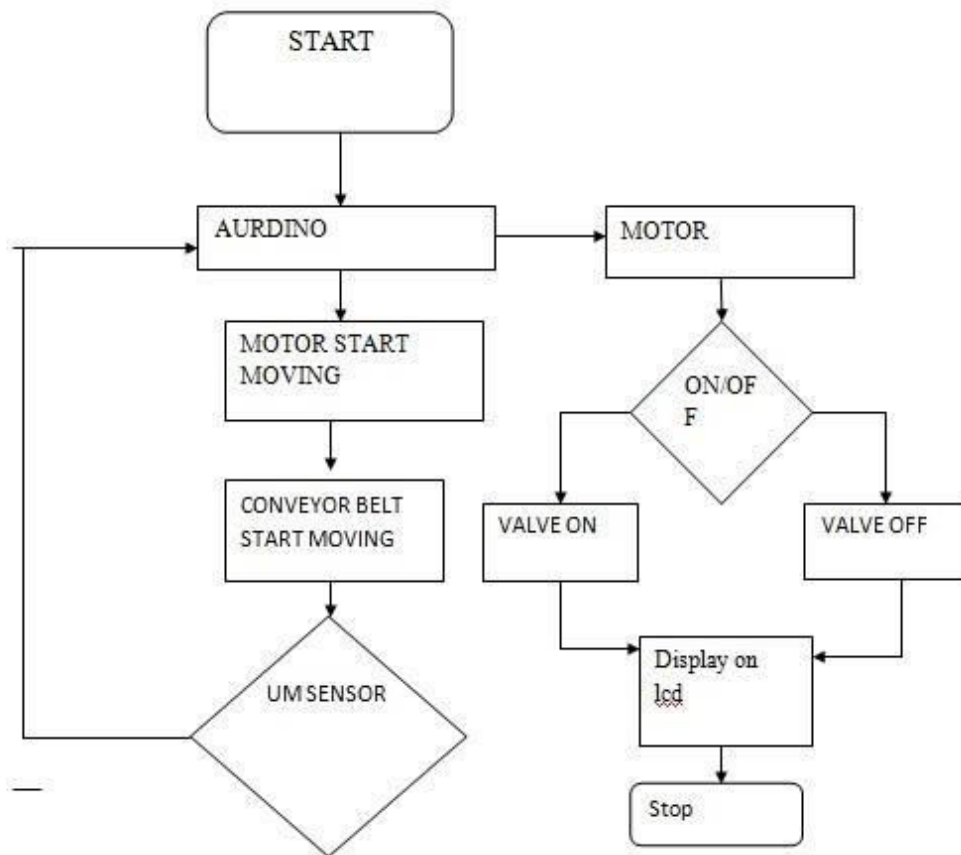 START
AURDINO
MOTOR
MOTOR START
MOVING
ON/OF
F
CONVEYOR BELT
START MOVING
VALVE ON
VALVE OFF
UM SENSOR
Display on
lcd
Stop